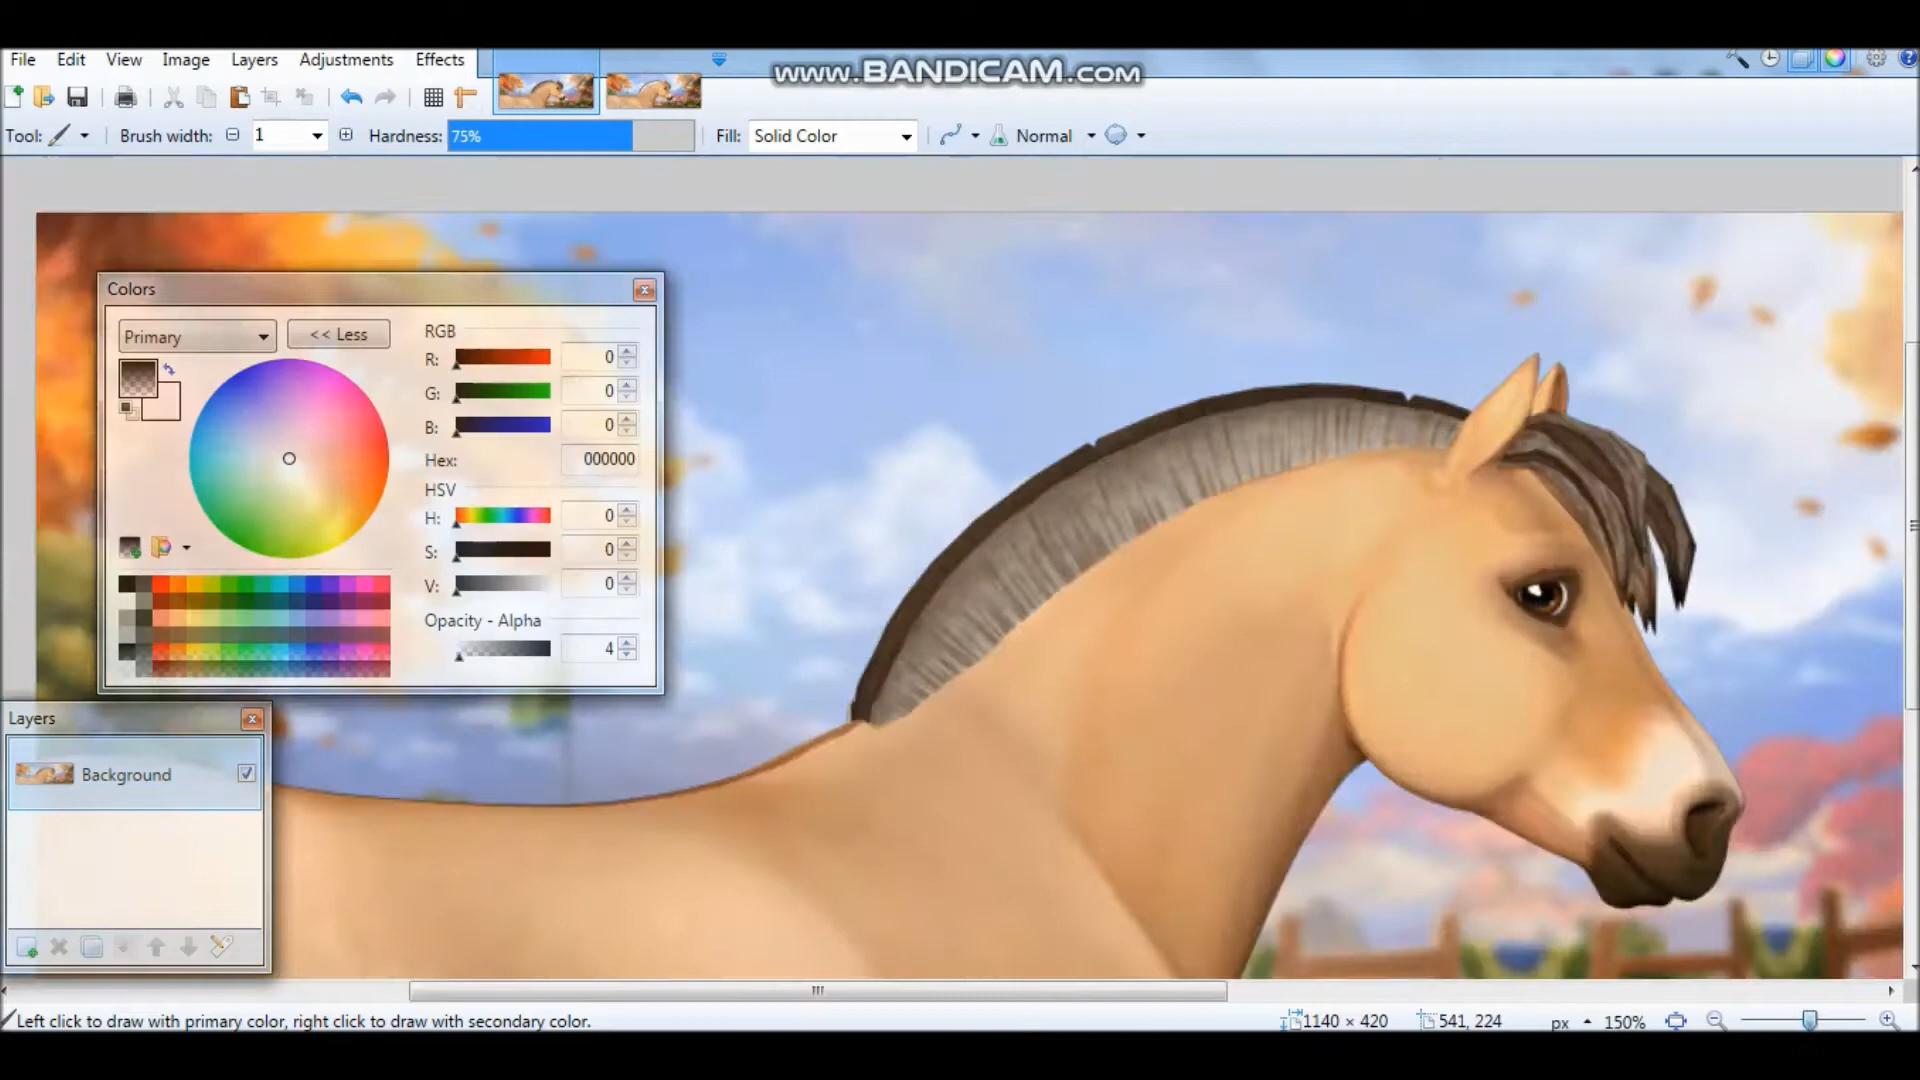 File Edit View Image Layers Adjustments Effects
www.BANDICAM.com
Tool: Brush width: 1 Hardness: 75% Fill: Solid Color Normal
Colors
Primary << Less
RGB
R: 0
G: 0
B: 0
Hex: 000000
HSV
H: 0
S: 0
V: 0
Opacity - Alpha
4
Layers
Background
Left click to draw with primary color, right click to draw with secondary color.
1140 × 420 541, 224 px 150%